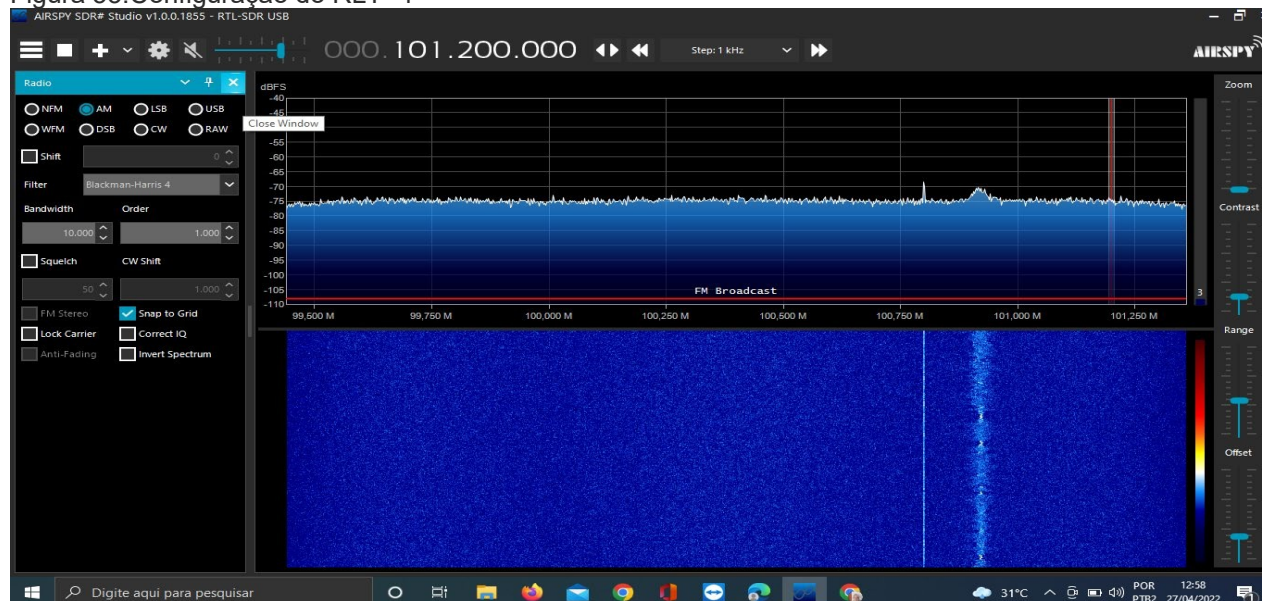 AIRSPY SDR# Studio v1.0.0.1855 - RTL-SDR USB
000.101.200.000
Step: 1 kHz
AIRSPY
Radio
NFM AM LSB USB
WFM DSB CW RAW
Close Window
Shift 0
Filter Blackman-Harris 4
Bandwidth Order
10.000 1.000
Squelch CW Shift
50 1.000
FM Stereo Snap to Grid
Lock Carrier Correct IQ
Anti-Fading Invert Spectrum
dBFS
-40
-45
-55
-60
-65
-70
-75
-80
-85
-90
-95
-100
-105
-110
FM Broadcast
3
99,500 M 99,750 M 100,000 M 100,250 M 100,500 M 100,750 M 101,000 M 101,250 M
Zoom
Contrast
Range
Offset
Digite aqui para pesquisar
31°C
POR
PTB2
12:58
27/04/2022
1